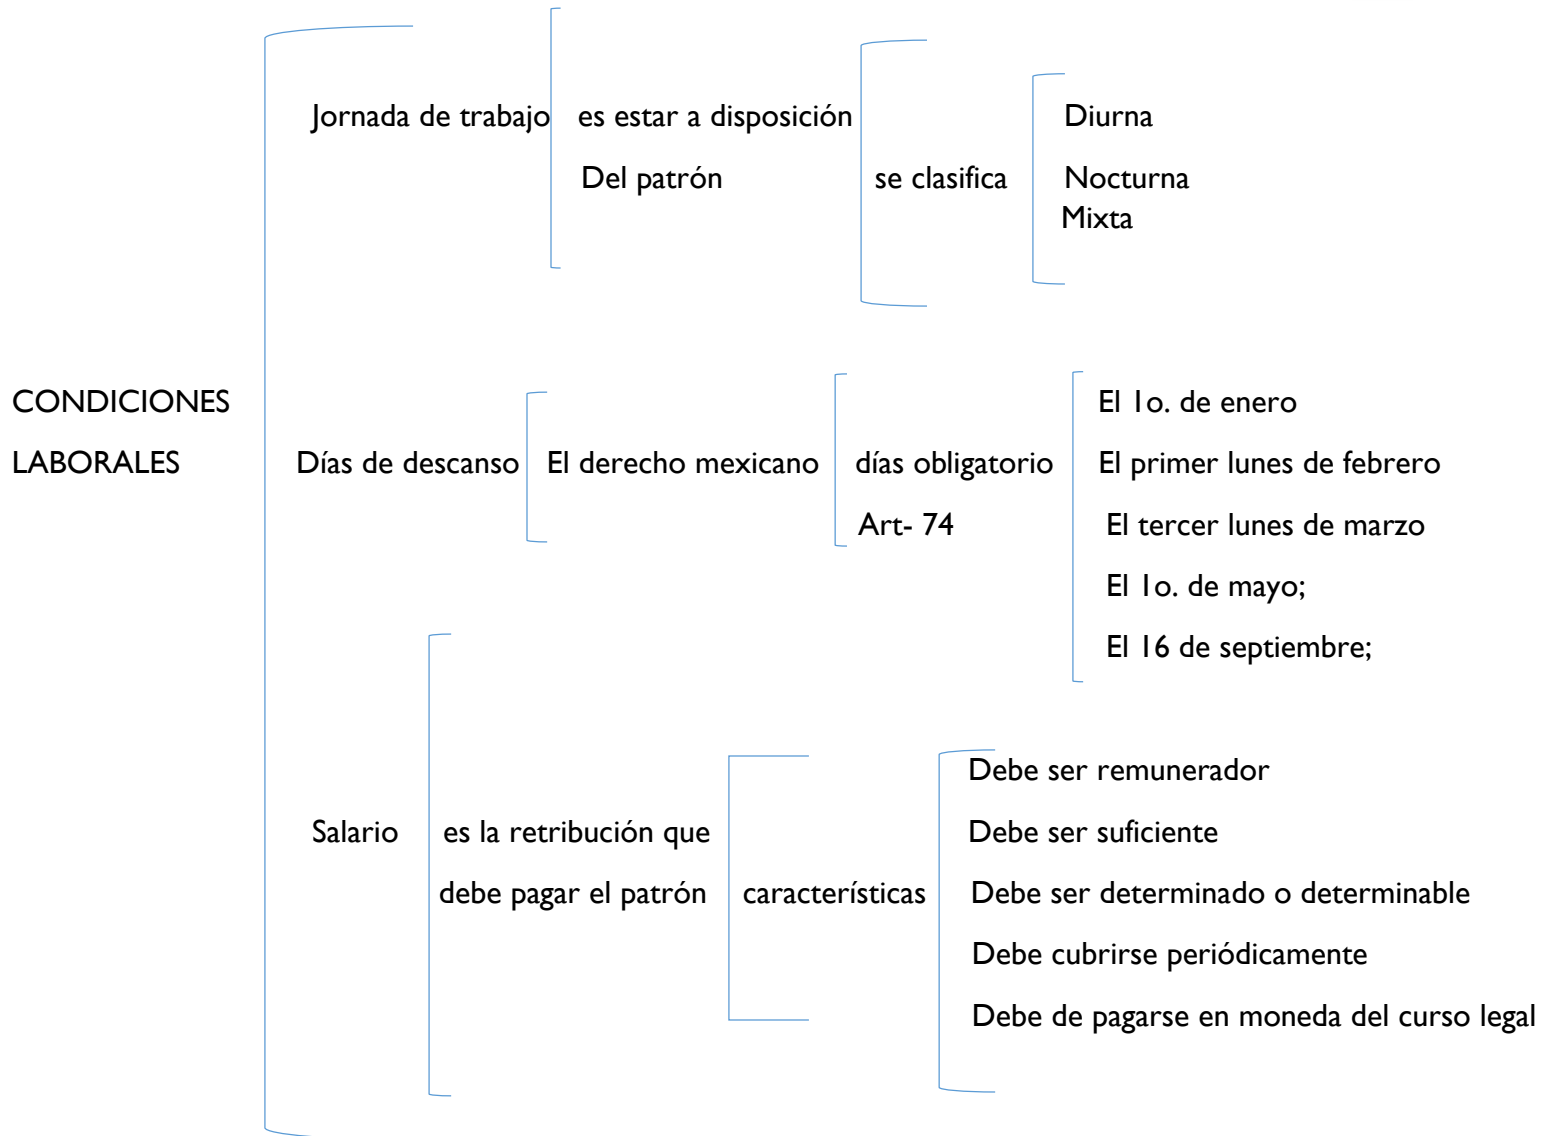 CONDICIONES
LABORALES
Jornada de trabajo
es estar a disposición
Del patrón
se clasifica
Diurna
Nocturna
Mixta
Días de descanso
El derecho mexicano
días obligatorio
Art- 74
El 1o. de enero
El primer lunes de febrero
El tercer lunes de marzo
El 1o. de mayo;
El 16 de septiembre;
Salario
es la retribución que
debe pagar el patrón
características
Debe ser remunerador
Debe ser suficiente
Debe ser determinado o determinable
Debe cubrirse periódicamente
Debe de pagarse en moneda del curso legal